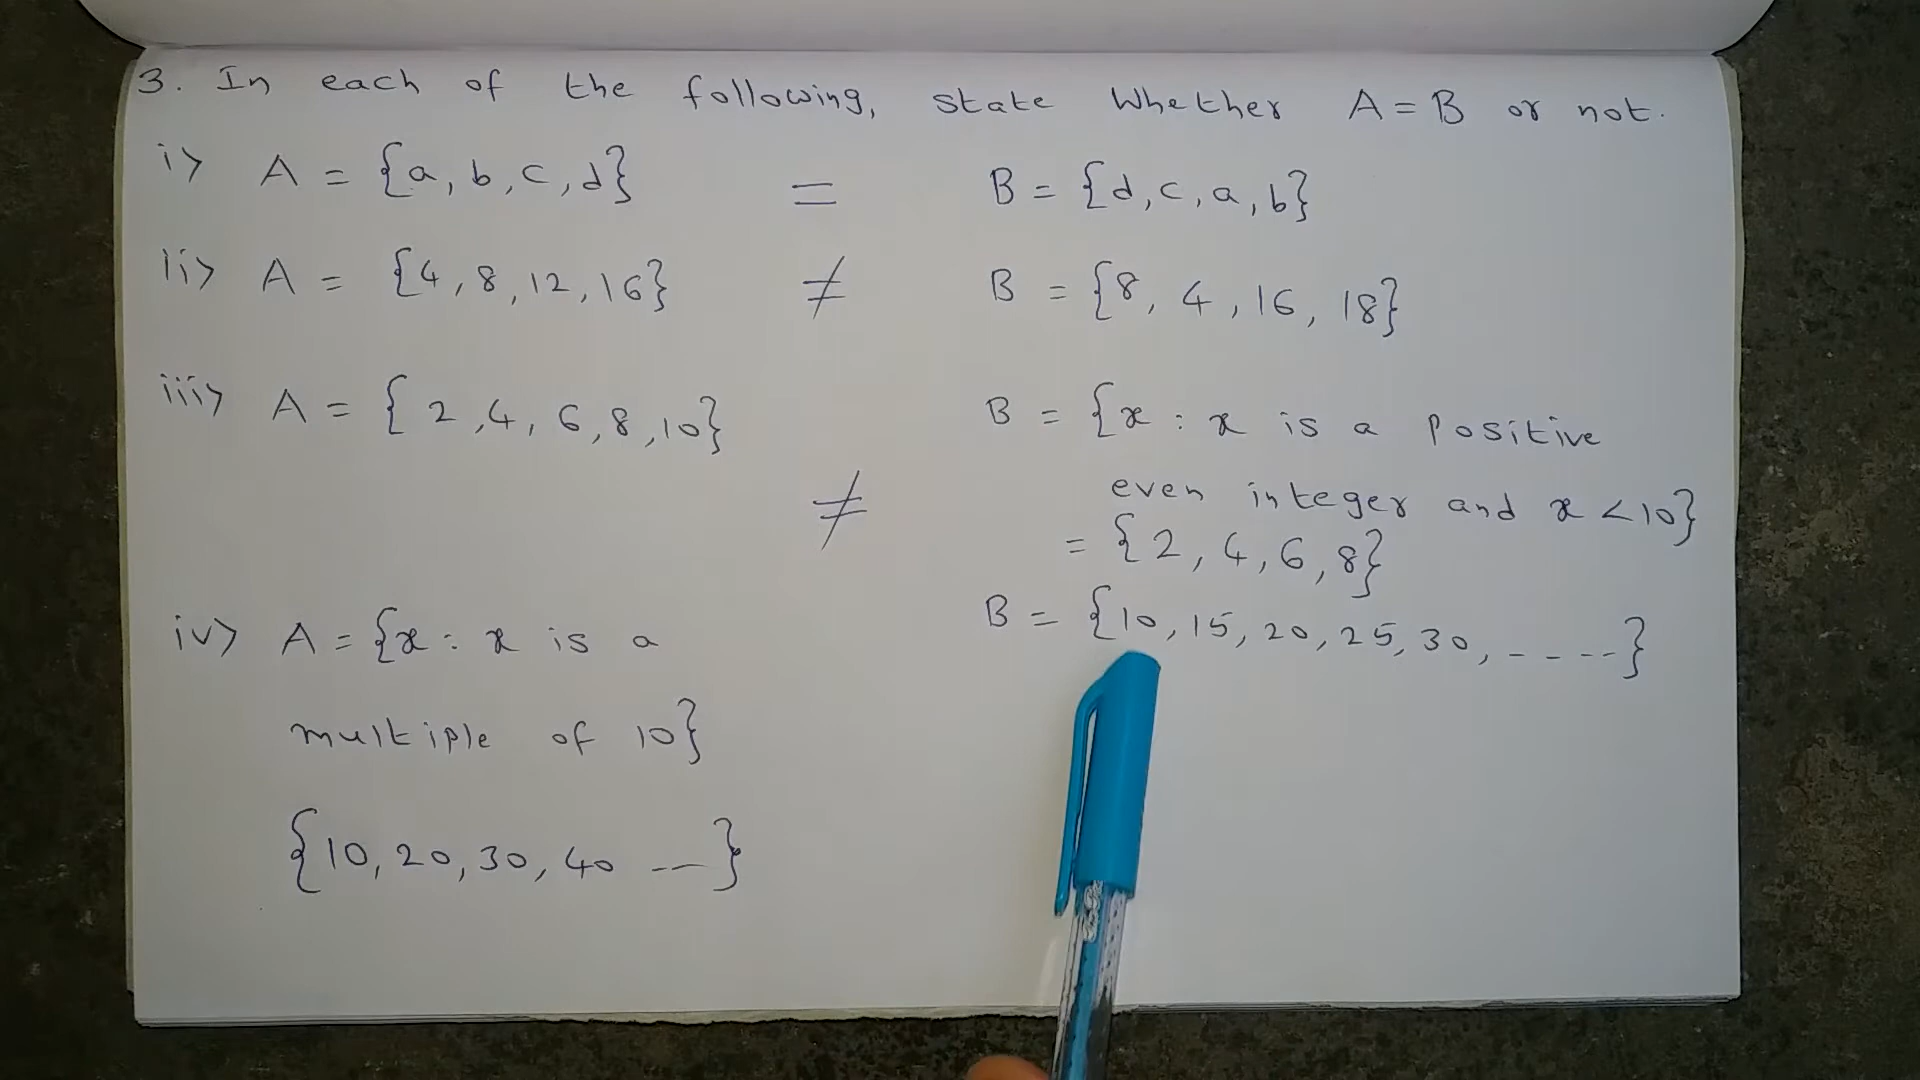 3. In each of the following, state whether A = B or not.
i) A = {a, b, c, d} = B = {d, c, a, b}
ii) A = {4, 8, 12, 16} ≠ B = {8, 4, 16, 18}
iii) A = {2, 4, 6, 8, 10} B = {x : x is a positive
≠ even integer and x < 10}
= {2, 4, 6, 8}
iv) A = {x : x is a B = {10, 15, 20, 25, 30, - - - -}
multiple of 10}
{10, 20, 30, 40 --}